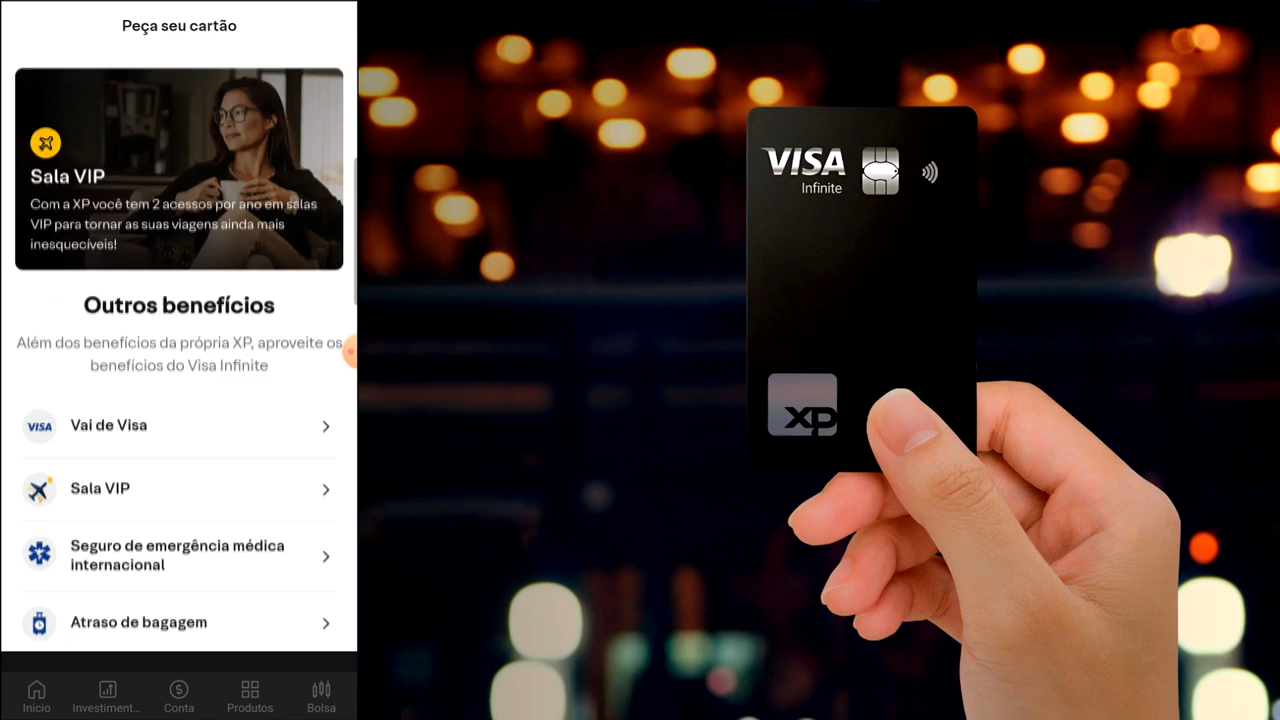 Peça seu cartão
Sala VIP
Com a XP você tem 2 acessos por ano em salas
VIP para tornar as suas viagens ainda mais
inesquecíveis!
Outros benefícios
Além dos benefícios da própria XP, aproveite os
benefícios do Visa Infinite
VISA
Vai de Visa
Sala VIP
Seguro de emergência médica
internacional
Atraso de bagagem
Início
Investiment...
Conta
Produtos
Bolsa
VISA
Infinite
XP